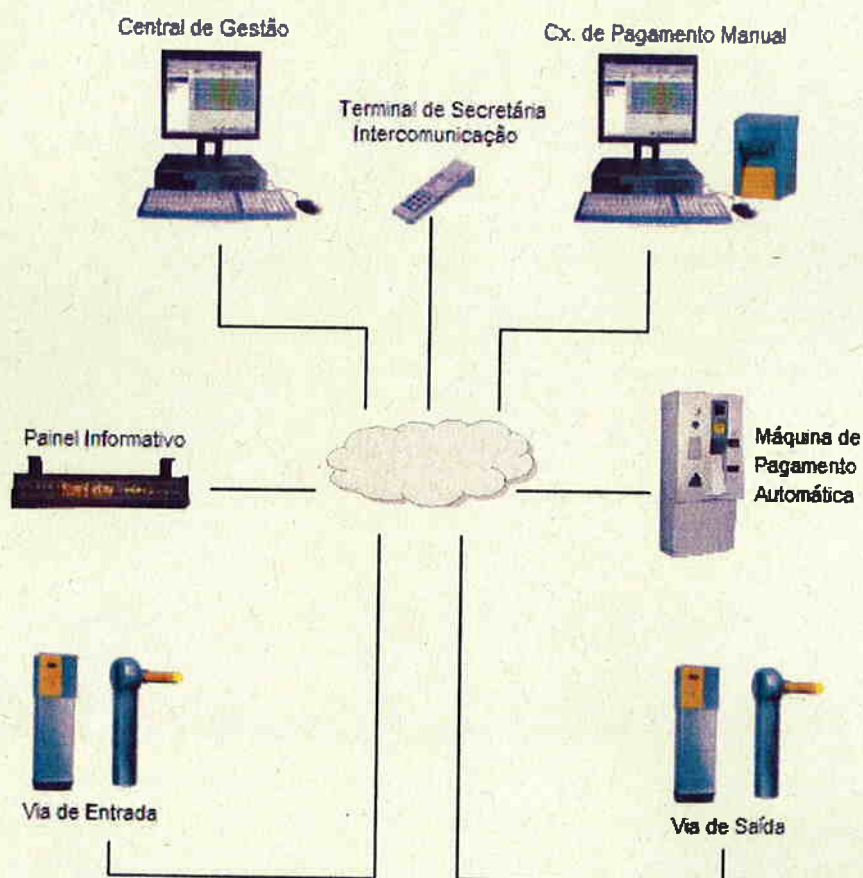 Central de Gestão
Cx. de Pagamento Manual
Terminal de Secretária
Intercomunicação
Painel Informativo
Máquina de
Pagamento
Automática
Via de Entrada
Via de Saída